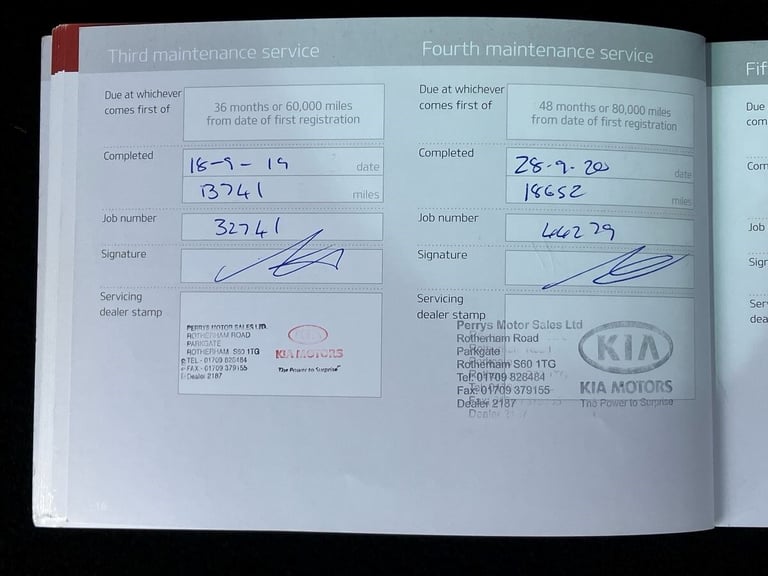 Third maintenance service
Due at whichever
comes first of
36 months or 60,000 miles
from date of first registration
Completed
18-9-19 date
13741 miles
Job number
32741
Signature
Servicing
dealer stamp
PERRYS MOTOR SALES LTD.
ROTHERHAM ROAD
PARKGATE
ROTHERHAM S60 1TG
TEL - 01709 828484
FAX - 01709 379155
Dealer 2187
KIA
KIA MOTORS
The Power to Surprise
16
Fourth maintenance service
Due at whichever
comes first of
48 months or 80,000 miles
from date of first registration
Completed
28-9-20 date
18652 miles
Job number
44279
Signature
Servicing
dealer stamp
Perrys Motor Sales Ltd
Rotherham Road
Parkgate
Rotherham S60 1TG
Tel: 01709 828484
Fax: 01709 379155
Dealer 2187
KIA
KIA MOTORS
The Power to Surprise
Fif
Due
com
Com
Job
Sign
Ser
dea